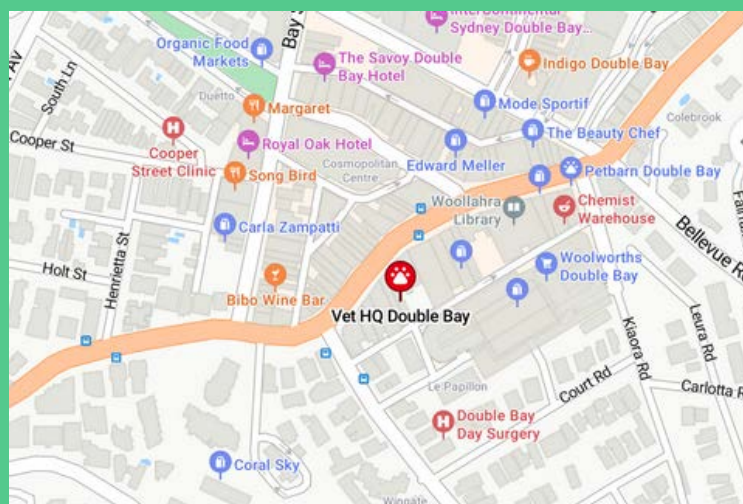 Intercontinental
Sydney Double Bay...
Organic Food
Markets
Bay S
The Savoy Double
Bay Hotel
Indigo Double Bay
Av
South Ln
Duetto
Margaret
Mode Sportif
Colebrook
Cooper St
Cooper
Street Clinic
Royal Oak Hotel
The Beauty Chef
Song Bird
Cosmopolitan
Centre
Edward Meller
Petbarn Double Bay
Woollahra
Library
Chemist
Warehouse
Carla Zampatti
Henrietta St
Bellevue Ro
Holt St
Woolworths
Double Bay
Bibo Wine Bar
Vet HQ Double Bay
Kiaora Rd
Leura Rd
Le Papillon
Court Rd
Carlotta R
Double Bay
Day Surgery
Coral Sky